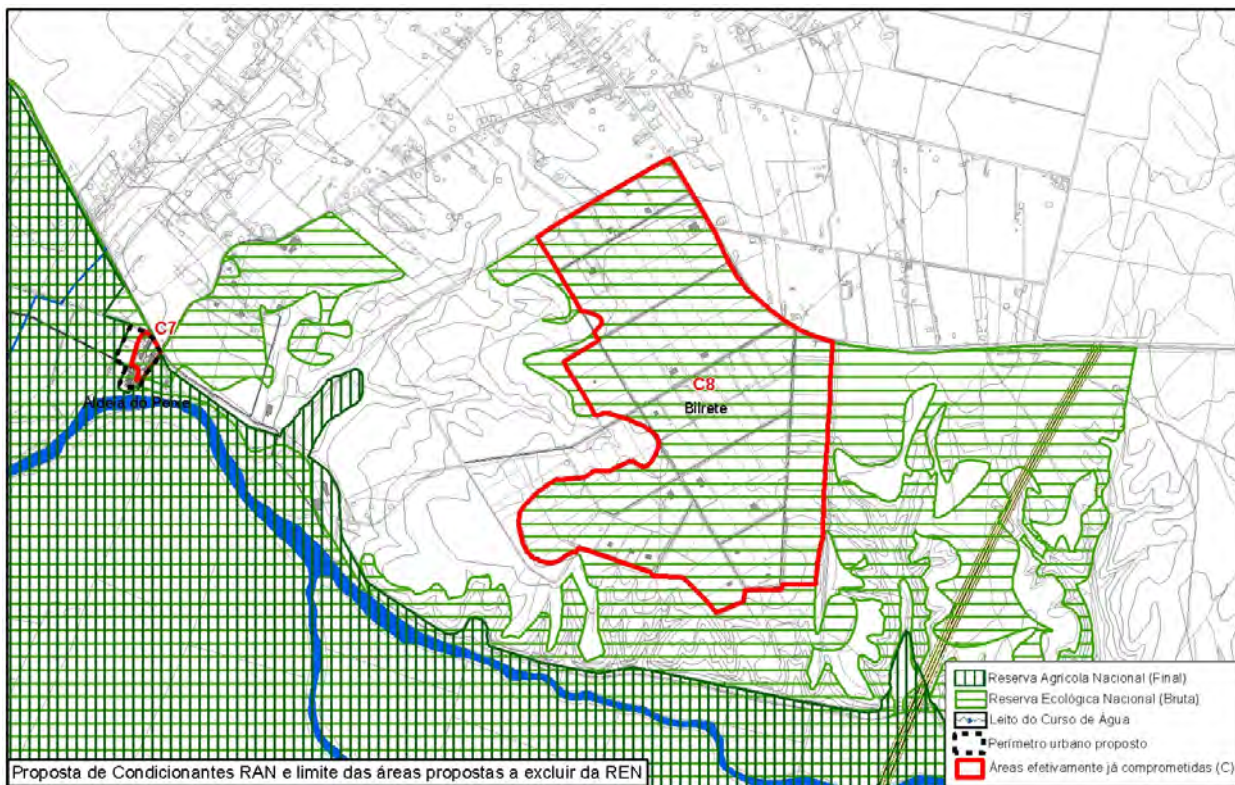 C7
Aldeia do Peixe
C8
Bilrete
Reserva Agrícola Nacional (Final)
Reserva Ecológica Nacional (Bruta)
Leito do Curso de Água
Perímetro urbano proposto
Áreas efetivamente já comprometidas (C)
Proposta de Condicionantes RAN e limite das áreas propostas a excluir da REN